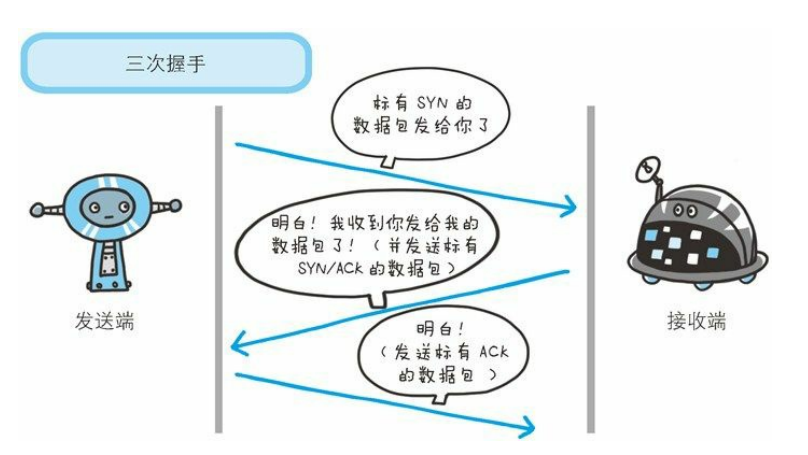 三次握手
标有 SYN 的
数据包发给你了
明白！我收到你发给我的
数据包了！（并发送标有
SYN/ACK 的数据包）
发送端
接收端
明白！
（发送标有 ACK
的数据包 ）